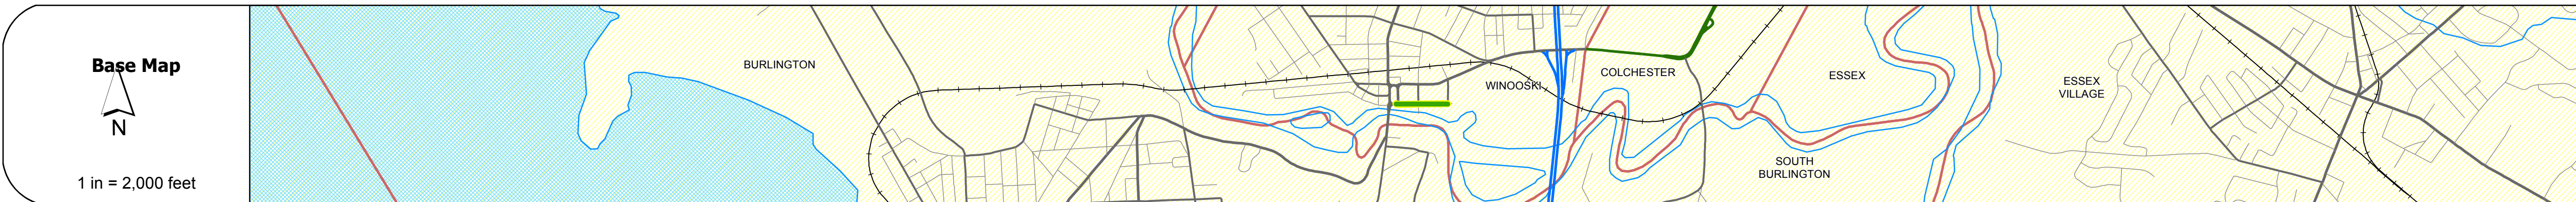 Base Map
N
1 in = 2,000 feet
BURLINGTON
WINOOSKI
COLCHESTER
ESSEX
SOUTH
BURLINGTON
ESSEX
VILLAGE